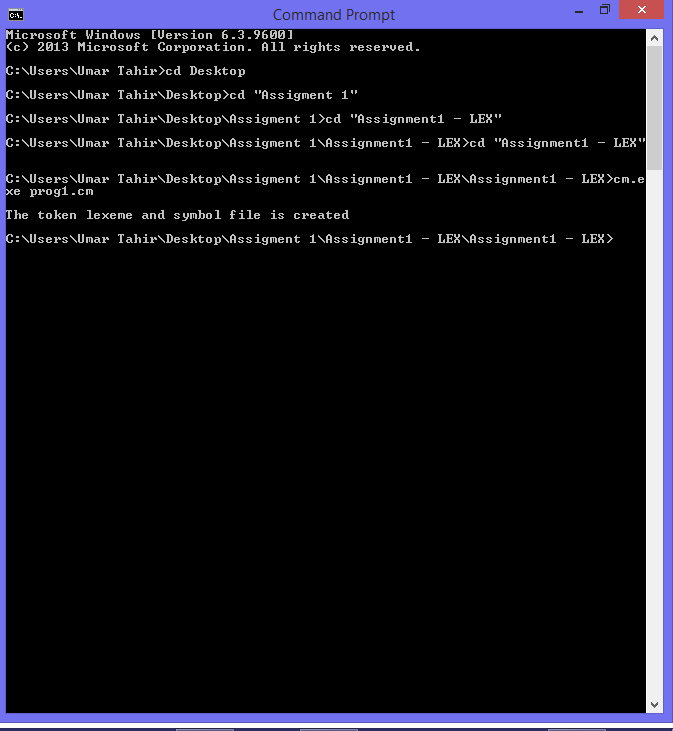 Command Prompt
Microsoft Windows [Version 6.3.9600]
(c) 2013 Microsoft Corporation. All rights reserved.
C:\Users\Umar Tahir>cd Desktop
C:\Users\Umar Tahir\Desktop>cd "Assigment 1"
C:\Users\Umar Tahir\Desktop\Assigment 1>cd "Assignment1 - LEX"
C:\Users\Umar Tahir\Desktop\Assigment 1\Assignment1 - LEX>cd "Assignment1 - LEX"
C:\Users\Umar Tahir\Desktop\Assigment 1\Assignment1 - LEX\Assignment1 - LEX>cm.e
xe prog1.cm
The token lexeme and symbol file is created
C:\Users\Umar Tahir\Desktop\Assigment 1\Assignment1 - LEX\Assignment1 - LEX>